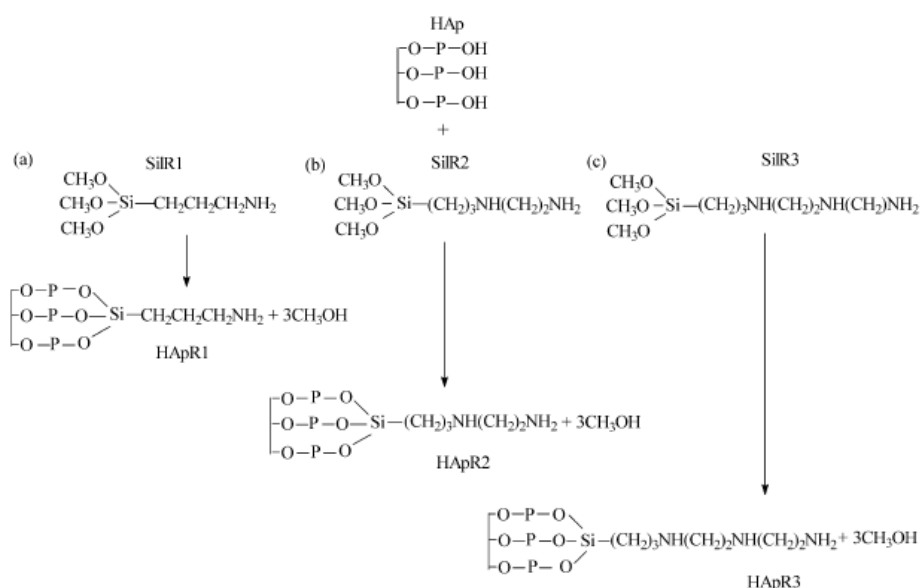 HAp
O–P–OH
O–P–OH
O–P–OH
+
(a) SilR1
CH₃O
CH₃O–Si–CH₂CH₂CH₂NH₂
CH₃O
(b) SilR2
CH₃O
CH₃O–Si–(CH₂)₃NH(CH₂)₂NH₂
CH₃O
(c) SilR3
CH₃O
CH₃O–Si–(CH₂)₃NH(CH₂)₂NH(CH₂)NH₂
CH₃O
O–P–O
O–P–O–Si–CH₂CH₂CH₂NH₂ + 3CH₃OH
O–P–O
HApR1
O–P–O
O–P–O–Si–(CH₂)₃NH(CH₂)₂NH₂ + 3CH₃OH
O–P–O
HApR2
O–P–O
O–P–O–Si–(CH₂)₃NH(CH₂)₂NH(CH₂)₂NH₂ + 3CH₃OH
O–P–O
HApR3